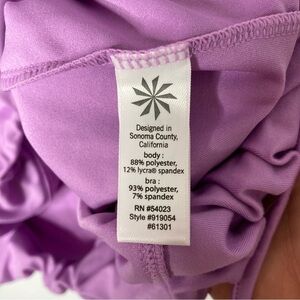 Designed in
Sonoma County,
California
body :
88% polyester,
12% lycra® spandex
bra :
93% polyester,
7% spandex
RN #54023
Style #919054
#61301